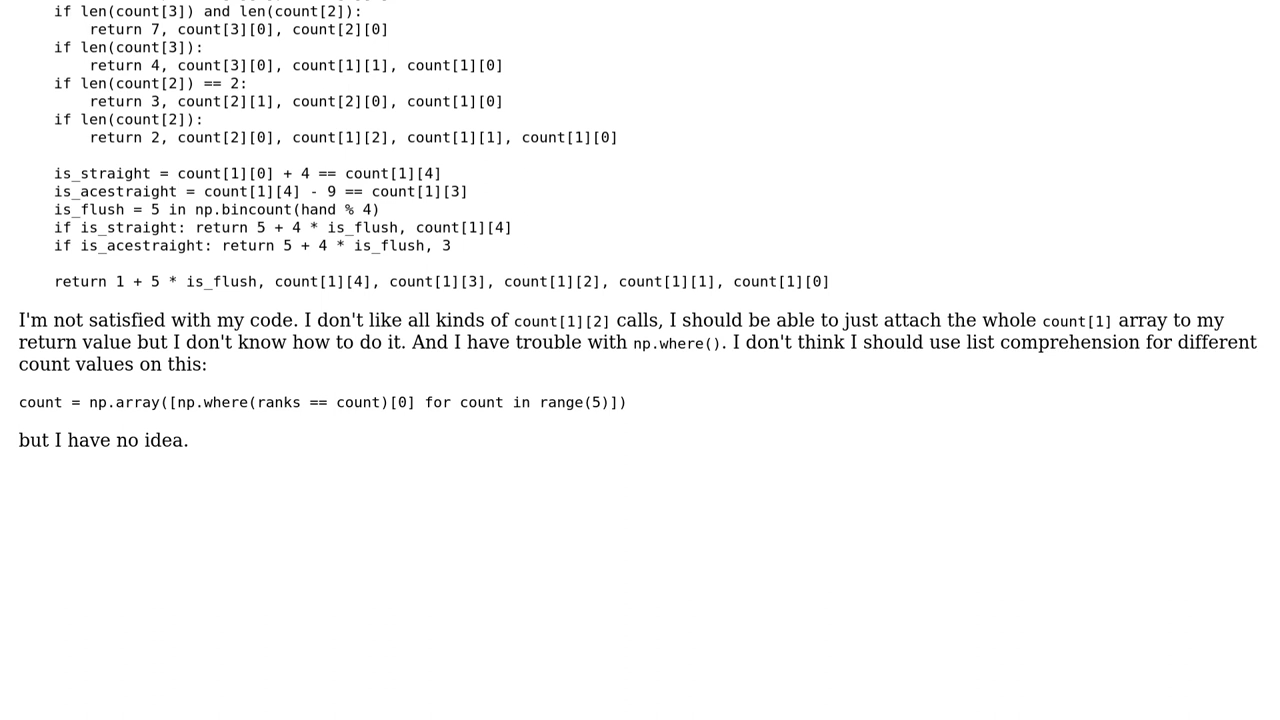 if len(count[3]) and len(count[2]):
return 7, count[3][0], count[2][0]
if len(count[3]):
return 4, count[3][0], count[1][1], count[1][0]
if len(count[2]) == 2:
return 3, count[2][1], count[2][0], count[1][0]
if len(count[2]):
return 2, count[2][0], count[1][2], count[1][1], count[1][0]
is_straight = count[1][0] + 4 == count[1][4]
is_acestraight = count[1][4] - 9 == count[1][3]
is_flush = 5 in np.bincount(hand % 4)
if is_straight: return 5 + 4 * is_flush, count[1][4]
if is_acestraight: return 5 + 4 * is_flush, 3
return 1 + 5 * is_flush, count[1][4], count[1][3], count[1][2], count[1][1], count[1][0]
I'm not satisfied with my code. I don't like all kinds of count[1][2] calls, I should be able to just attach the whole count[1] array to my
return value but I don't know how to do it. And I have trouble with np.where(). I don't think I should use list comprehension for different
count values on this:
count = np.array([np.where(ranks == count)[0] for count in range(5)])
but I have no idea.